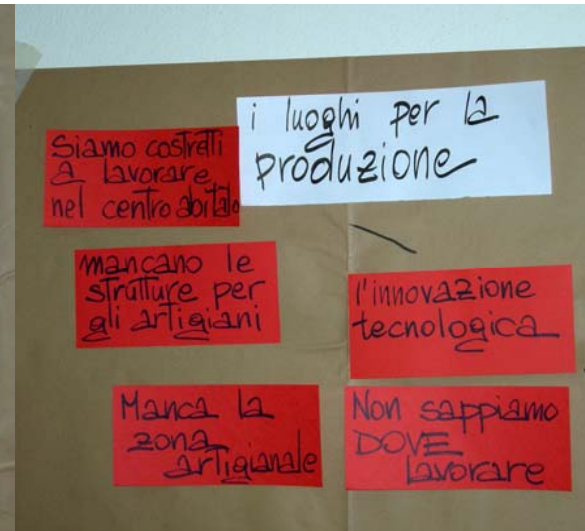 i luoghi per la
produzione
Siamo costretti
a lavorare
nel centro abitato
mancano le
strutture per
gli artigiani
l'innovazione
tecnologica
Manca la
zona
artigianale
Non sappiamo
DOVE
lavorare